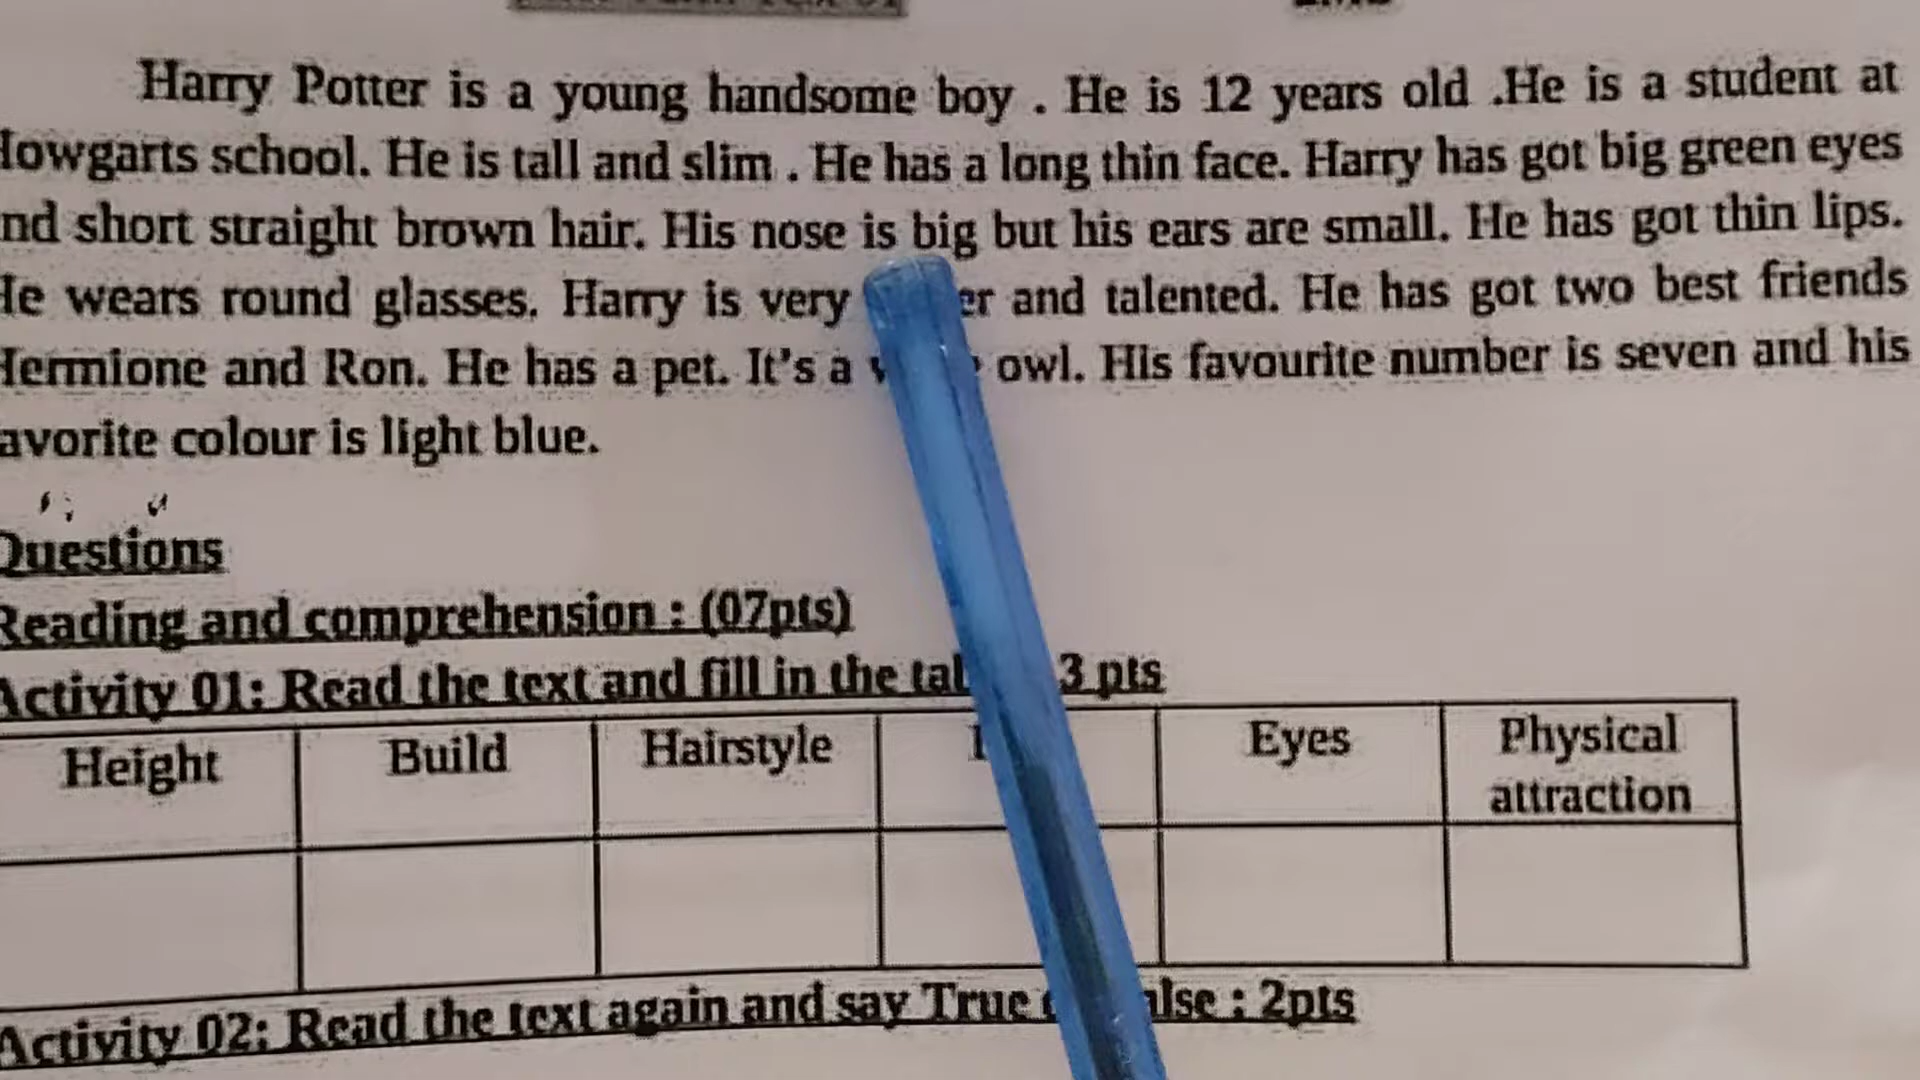 Harry Potter is a young handsome boy . He is 12 years old .He is a student at
school. He is tall and slim . He has a long thin face. Harry has got big green eyes
nd short straight brown hair. His nose is big but his ears are small. He has got thin lips.
wears round glasses. Harry is very er and talented. He has got two best friends
and Ron. He has a pet. It's a owl. His favourite number is seven and his
avorite colour is light blue.
Questions
Reading and comprehension : (07pts)
Activity 01: Read the text and fill in the 3 pts
Height Build Hairstyle Eyes Physical
attraction
Activity 02: Read the text again and say True : 2pts